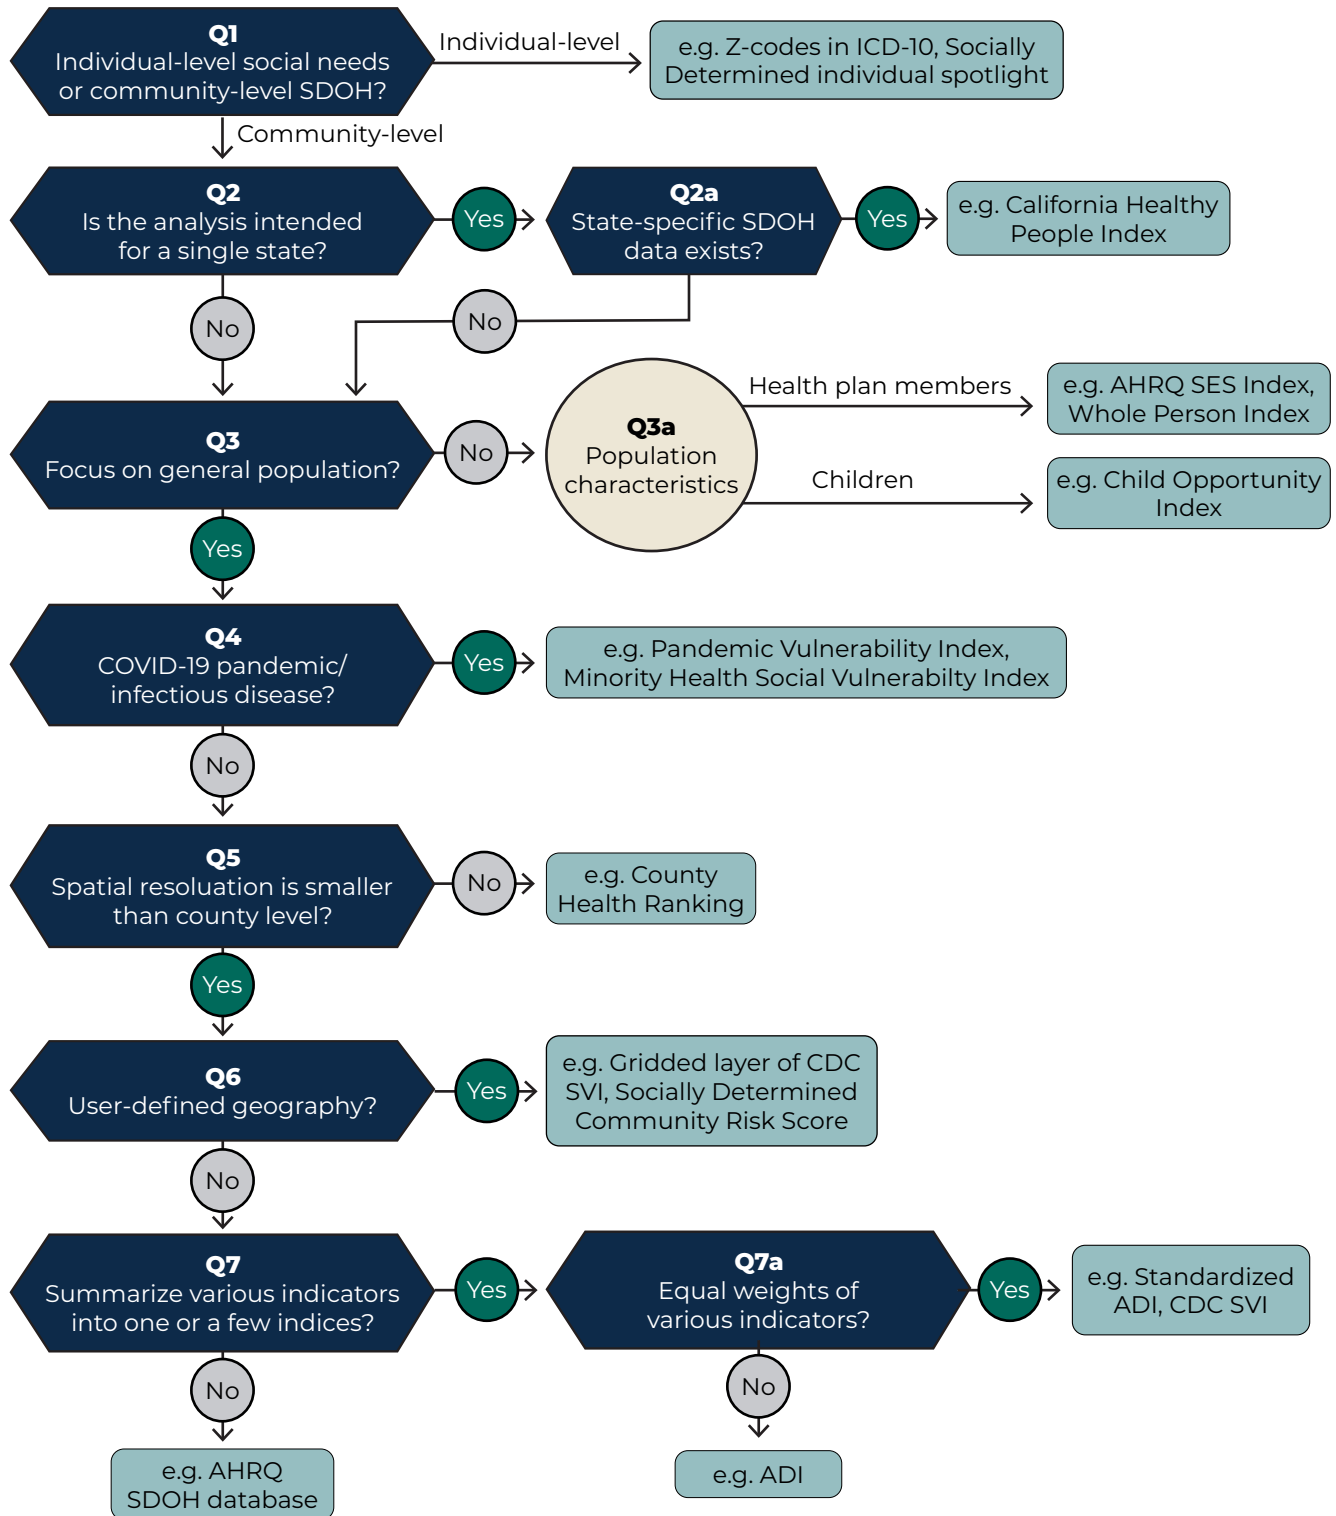 Q1
Individual-level social needs
or community-level SDOH?
Individual-level
e.g. Z-codes in ICD-10, Socially
Determined individual spotlight
Community-level
Q2
Is the analysis intended
for a single state?
Yes
Q2a
State-specific SDOH
data exists?
Yes
e.g. California Healthy
People Index
No
No
Q3
Focus on general population?
No
Q3a
Population
characteristics
Health plan members
e.g. AHRQ SES Index,
Whole Person Index
Children
e.g. Child Opportunity
Index
Yes
Q4
COVID-19 pandemic/
infectious disease?
Yes
e.g. Pandemic Vulnerability Index,
Minority Health Social Vulnerabilty Index
No
Q5
Spatial resoluation is smaller
than county level?
No
e.g. County
Health Ranking
Yes
Q6
User-defined geography?
Yes
e.g. Gridded layer of CDC
SVI, Socially Determined
Community Risk Score
No
Q7
Summarize various indicators
into one or a few indices?
Yes
Q7a
Equal weights of
various indicators?
Yes
e.g. Standardized
ADI, CDC SVI
No
No
e.g. AHRQ
SDOH database
e.g. ADI